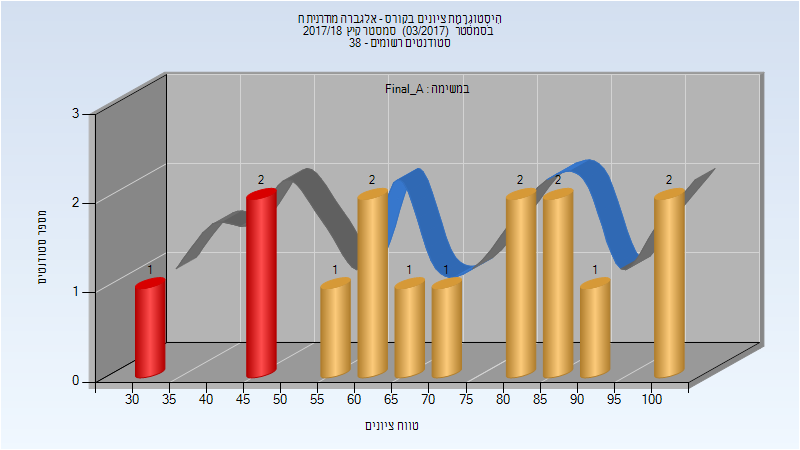 היסטוגרמת ציונים בקורס - אלגברה מודרנית ח
בסמסטר (03/2017) סמסטר קיץ 2017/18
סטודנטים רשומים - 38
במשימה: Final_A
מספר סטודנטים
3
2
1
0
1
2
1
2
1
1
2
2
1
2
30 35 40 45 50 55 60 65 70 75 80 85 90 95 100
טווח ציונים